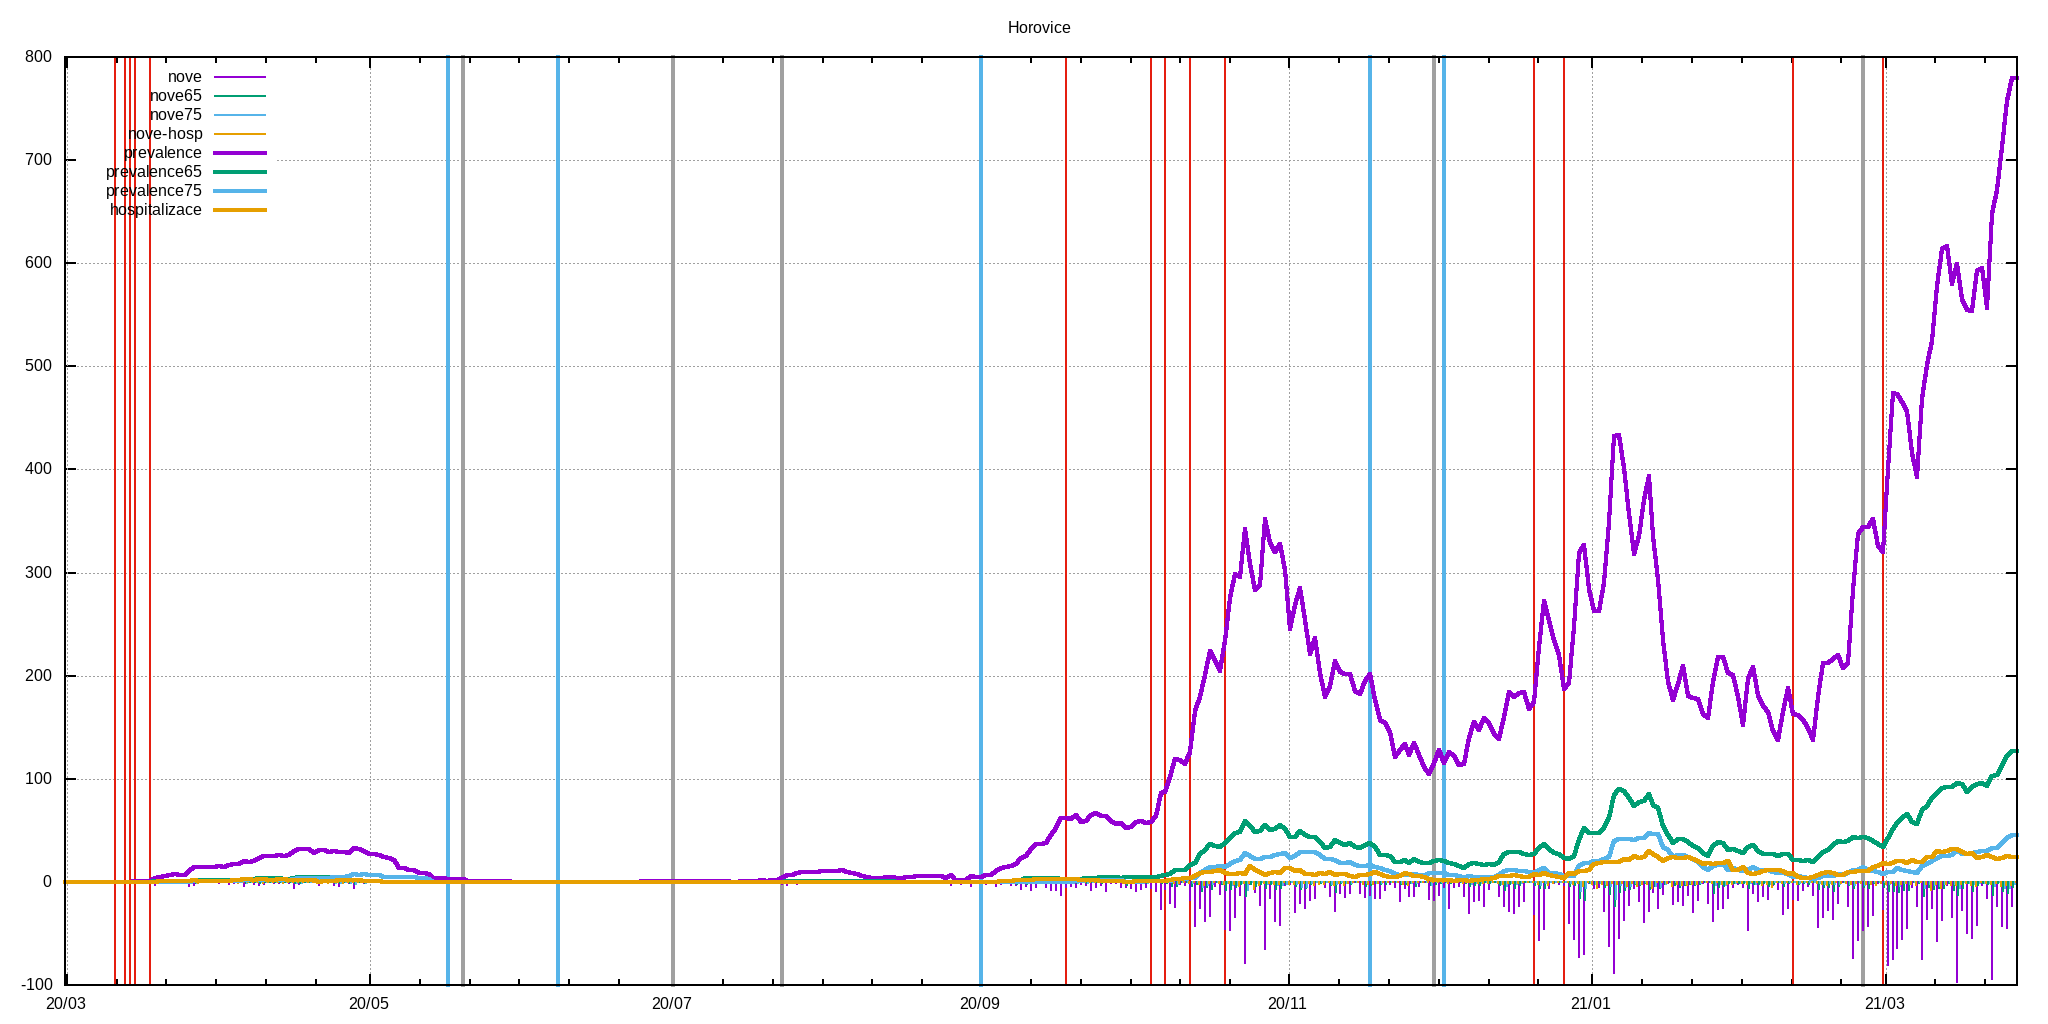 Horovice
800
700
600
500
400
300
200
100
0
-100
nove
nove65
nove75
nove-hosp
prevalence
prevalence65
prevalence75
hospitalizace
20/03 20/05 20/07 20/09 20/11 21/01 21/03